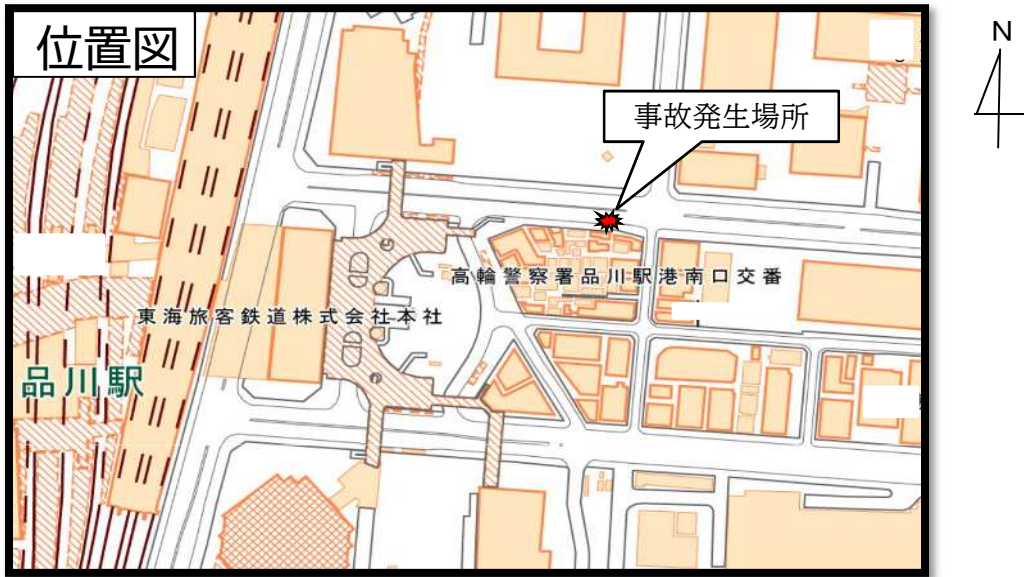 位置図
N
事故発生場所
高輪警察署品川駅港南口交番
東海旅客鉄道株式会社本社
品川駅